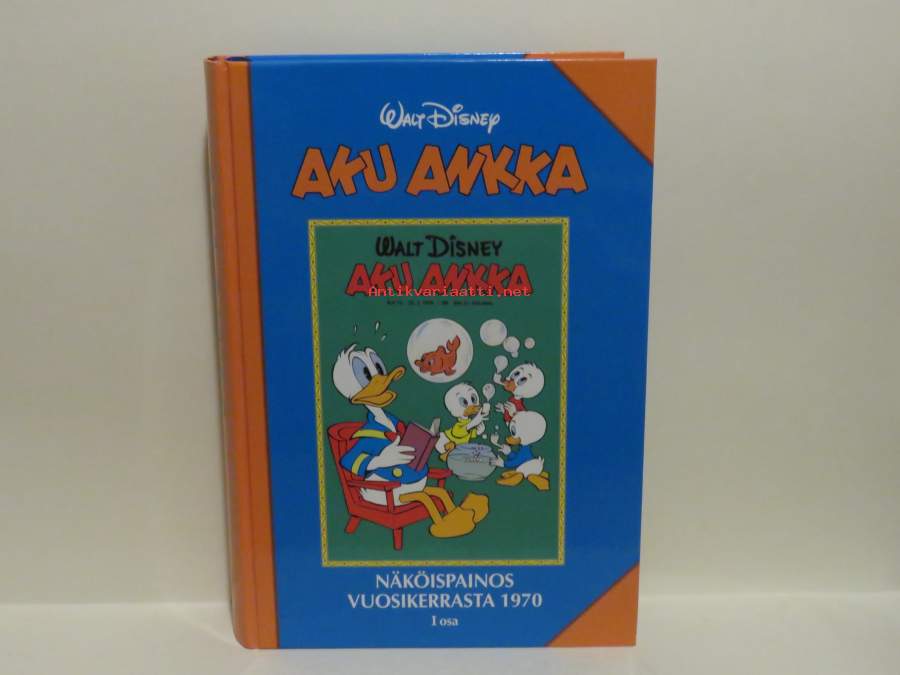 WALT DISNEY
AKU ANKKA
WALT DISNEY
AKU ANKKA
Antikvariaatti.net
NÄKÖISPAINOS
VUOSIKERRASTA 1970
I osa